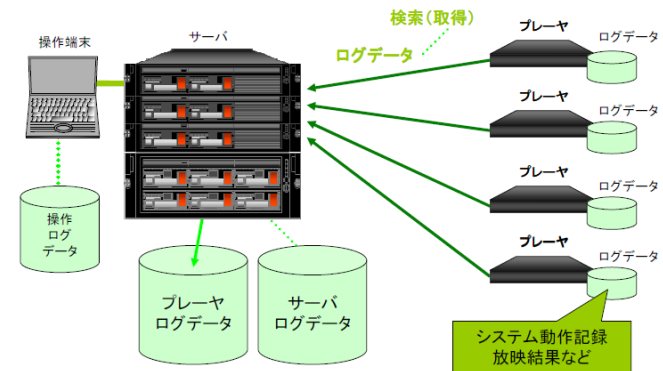 検索（取得）
ログデータ
操作端末
サーバ
プレーヤ
ログデータ
プレーヤ
ログデータ
プレーヤ
ログデータ
プレーヤ
ログデータ
操作
ログ
データ
プレーヤ
ログデータ
サーバ
ログデータ
システム動作記録
放映結果など